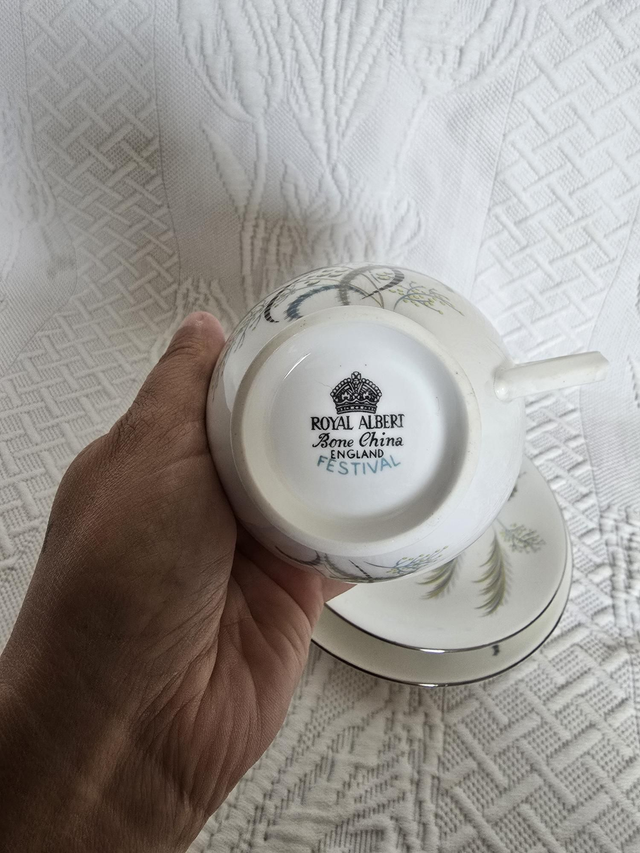 ROYAL ALBERT
Bone China
ENGLAND
FESTIVAL